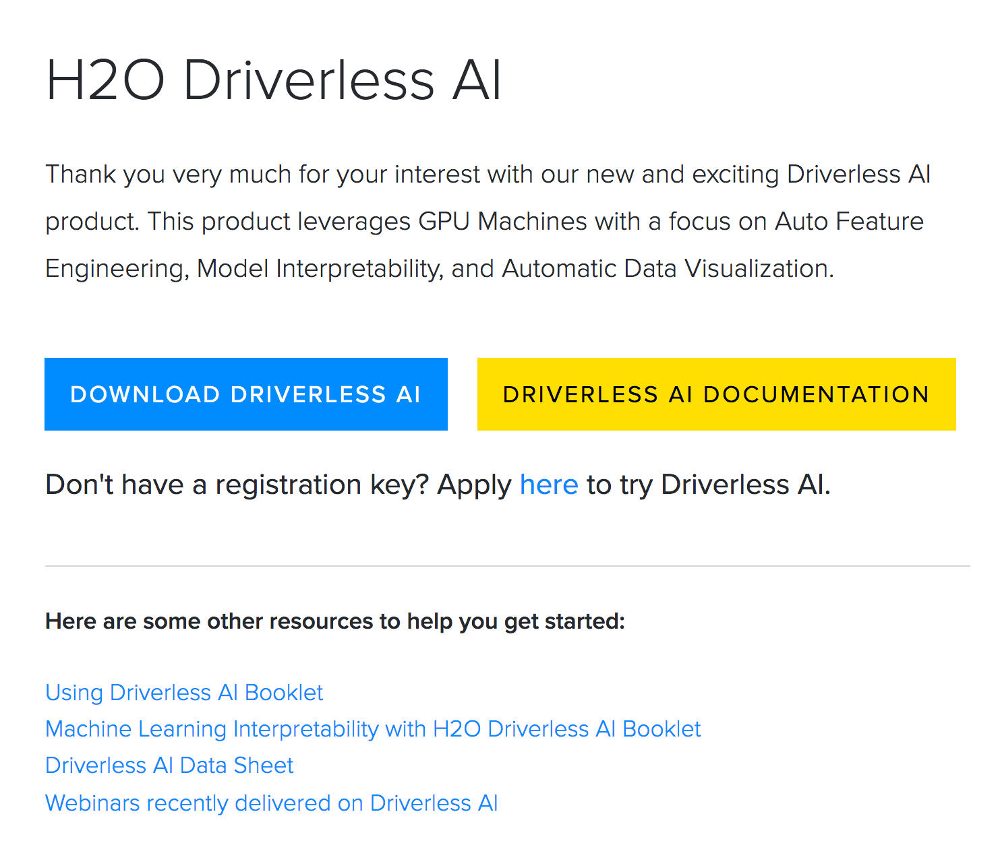 H2O Driverless AI
Thank you very much for your interest with our new and exciting Driverless AI
product. This product leverages GPU Machines with a focus on Auto Feature
Engineering, Model Interpretability, and Automatic Data Visualization.
DOWNLOAD DRIVERLESS AI
DRIVERLESS AI DOCUMENTATION
Don't have a registration key? Apply here to try Driverless AI.
Here are some other resources to help you get started:
Using Driverless AI Booklet
Machine Learning Interpretability with H2O Driverless AI Booklet
Driverless AI Data Sheet
Webinars recently delivered on Driverless AI